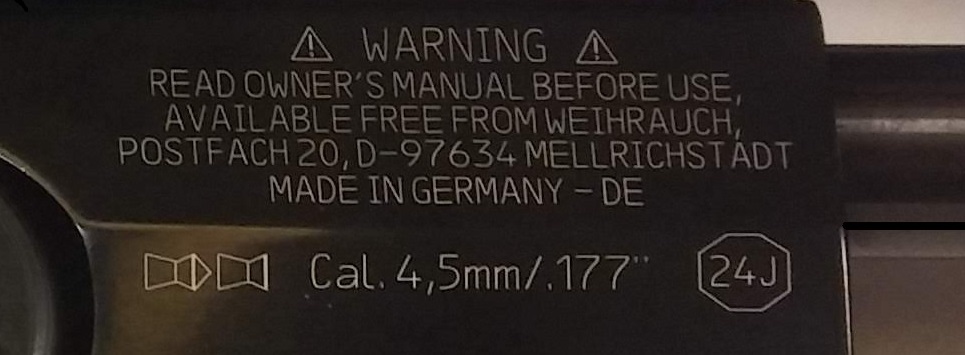 ⚠ WARNING ⚠
READ OWNER'S MANUAL BEFORE USE,
AVAILABLE FREE FROM WEIHRAUCH,
POSTFACH 20, D-97634 MELLRICHSTADT
MADE IN GERMANY - DE
Cal. 4,5mm/.177" 24J